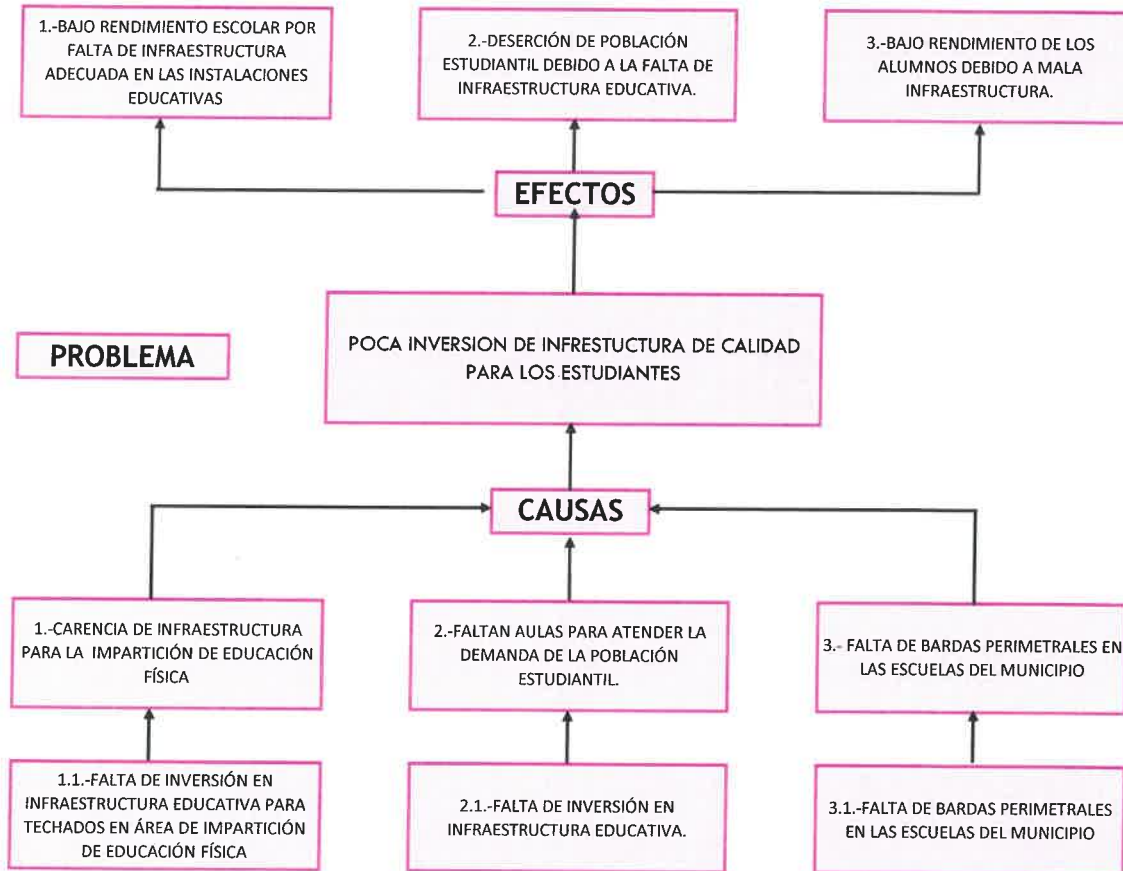 1.-BAJO RENDIMIENTO ESCOLAR POR
FALTA DE INFRAESTRUCTURA
ADECUADA EN LAS INSTALACIONES
EDUCATIVAS
2.-DESERCIÓN DE POBLACIÓN
ESTUDIANTIL DEBIDO A LA FALTA DE
INFRAESTRUCTURA EDUCATIVA.
3.-BAJO RENDIMIENTO DE LOS
ALUMNOS DEBIDO A MALA
INFRAESTRUCTURA.
EFECTOS
PROBLEMA
POCA INVERSION DE INFRESTUCTURA DE CALIDAD
PARA LOS ESTUDIANTES
CAUSAS
1.-CARENCIA DE INFRAESTRUCTURA
PARA LA IMPARTICIÓN DE EDUCACIÓN
FÍSICA
2.-FALTAN AULAS PARA ATENDER LA
DEMANDA DE LA POBLACIÓN
ESTUDIANTIL.
3.- FALTA DE BARDAS PERIMETRALES EN
LAS ESCUELAS DEL MUNICIPIO
1.1.-FALTA DE INVERSIÓN EN
INFRAESTRUCTURA EDUCATIVA PARA
TECHADOS EN ÁREA DE IMPARTICIÓN
DE EDUCACIÓN FÍSICA
2.1.-FALTA DE INVERSIÓN EN
INFRAESTRUCTURA EDUCATIVA.
3.1.-FALTA DE BARDAS PERIMETRALES
EN LAS ESCUELAS DEL MUNICIPIO